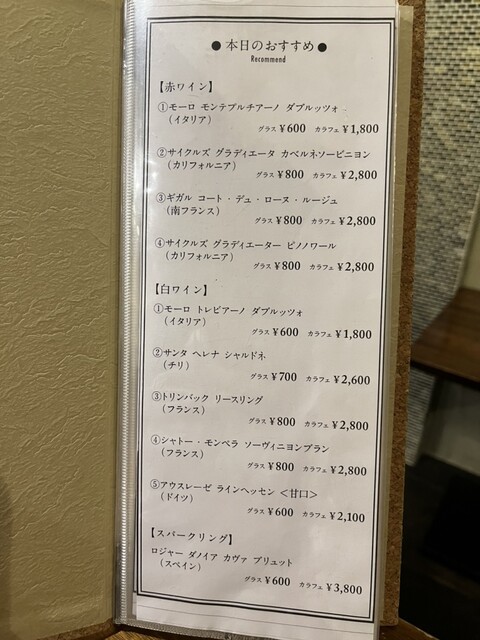 ●本日のおすすめ●
Recommend
【赤ワイン】
①モーロ モンテプルチアーノ ダブルッツォ
（イタリア）
グラス ¥600 カラフェ ¥1,800
②サイクルズ グラディエータ カベルネソービニヨン
（カリフォルニア）
グラス ¥800 カラフェ ¥2,800
③ギガル コート・デュ・ローヌ・ルージュ
（南フランス）
グラス ¥800 カラフェ ¥2,800
④サイクルズ グラディエーター ピノノワール
（カリフォルニア）
グラス ¥800 カラフェ ¥2,800
【白ワイン】
①モーロ トレビアーノ ダブルッツォ
（イタリア）
グラス ¥600 カラフェ ¥1,800
②サンタ ヘレナ シャルドネ
（チリ）
グラス ¥700 カラフェ ¥2,600
③トリンバック リースリング
（フランス）
グラス ¥800 カラフェ ¥2,800
④シャトー・モンペラ ソーヴィニヨンブラン
（フランス）
グラス ¥800 カラフェ ¥2,800
⑤アウスレーゼ ラインヘッセン ＜甘口＞
（ドイツ）
グラス ¥600 カラフェ ¥2,100
【スパークリング】
ロジャー ダノイア カヴァ ブリュット
（スペイン）
グラス ¥600 カラフェ ¥3,800